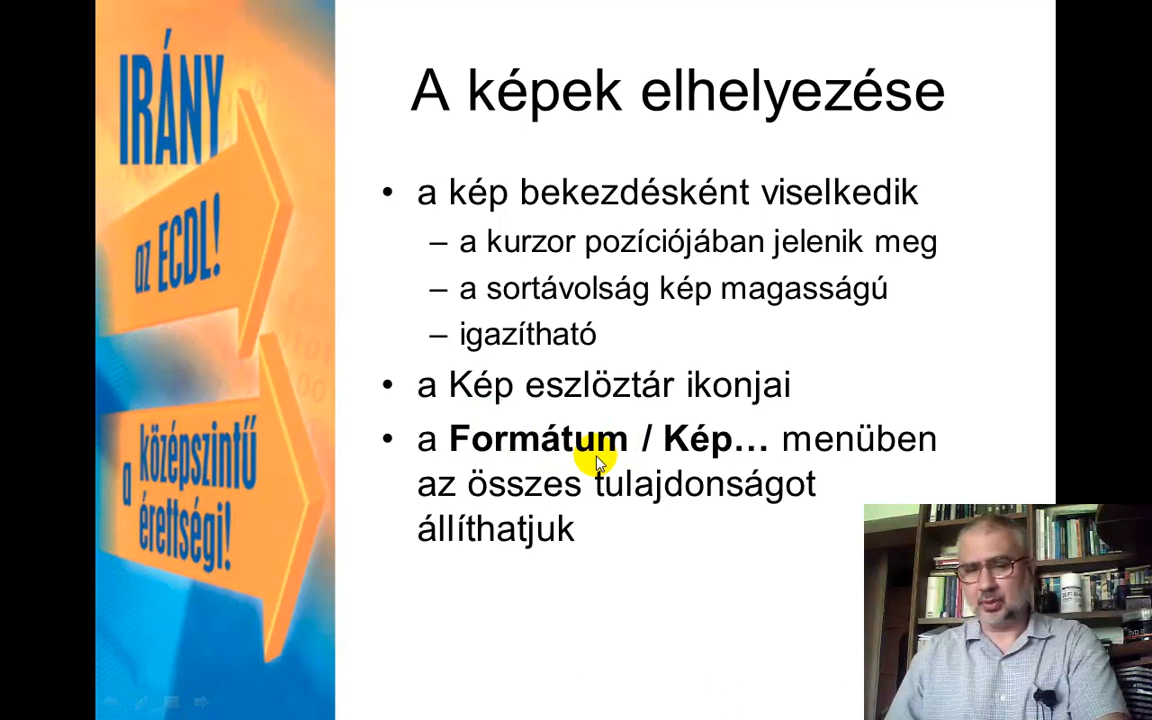 IRÁNY
az ECDL!
a középszintű
érettségi!
A képek elhelyezése
• a kép bekezdésként viselkedik
– a kurzor pozíciójában jelenik meg
– a sortávolság kép magasságú
– igazítható
• a Kép eszlöztár ikonjai
• a Formátum / Kép... menüben
az összes tulajdonságot
állíthatjuk